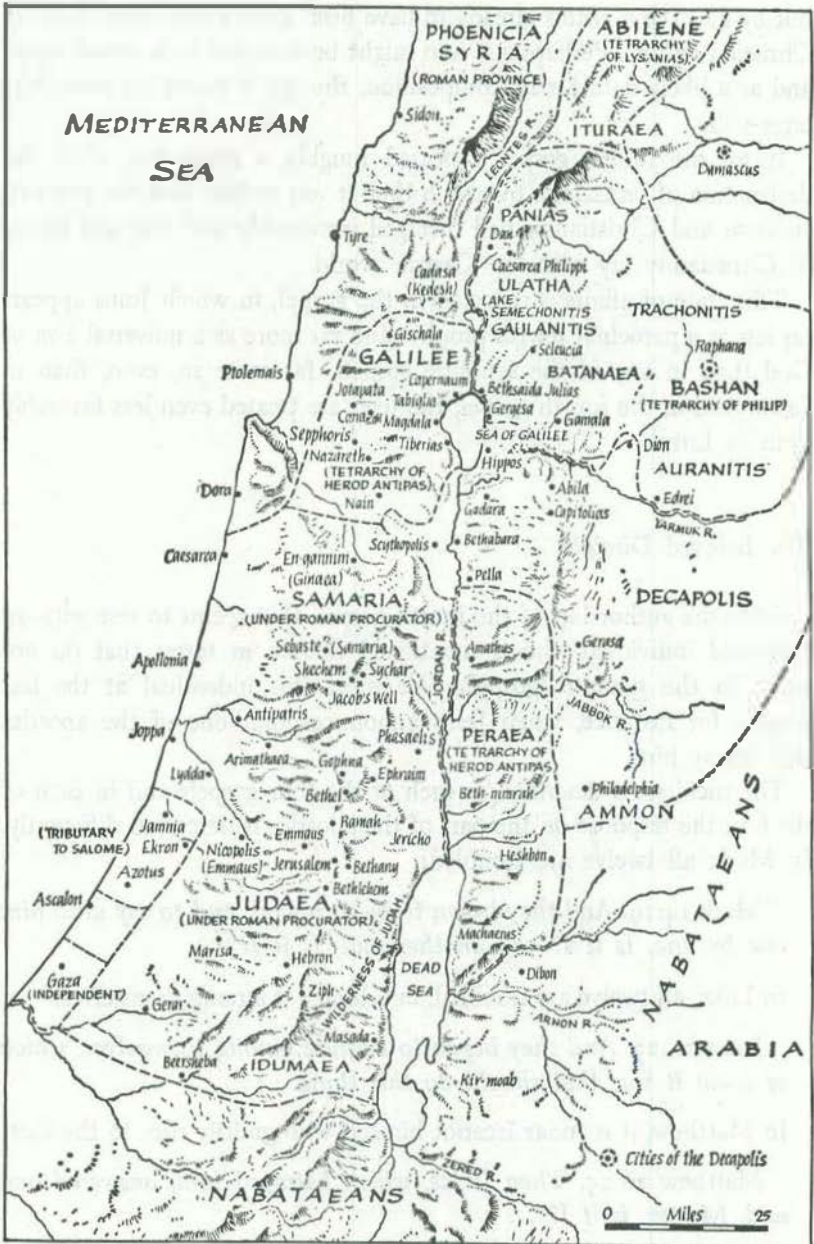 PHOENICIA
SYRIA
(ROMAN PROVINCE)
ABILENE
(TETRARCHY
OF LYSANIAS)
MEDITERRANEAN
SEA
Sidon
LEONTES R.
ITURAEA
Damascus
PANIAS
Tyre
Dan
Caesarea Philippi
Cadasa
(Kedesh)
ULATHA
LAKE
SEMECHONITIS
TRACHONITIS
Gischala
GAULANITIS
Seleucia
Raphana
GALILEE
BATANAEA
Ptolemais
Jotapata
Capernaum
Tabigha
Bethsaida Julias
BASHAN
(TETRARCHY OF PHILIP)
Cana
Magdala
Gergesa
Gamala
Sepphoris
Tiberias
SEA OF GALILEE
Dion
Nazareth
Hippos
AURANITIS
(TETRARCHY OF
HEROD ANTIPAS)
Dora
Nain
Abila
Edrei
Gadara
Capitolias
YARMUK R.
Caesarea
Scythopolis
Bethabara
En-gannim
(Ginaea)
Pella
SAMARIA
DECAPOLIS
(UNDER ROMAN PROCURATOR)
Apollonia
Sebaste (Samaria)
Amathus
Gerasa
Shechem
Sychar
JORDAN R.
Jacob's Well
JABBOK R.
Antipatris
Joppa
Phasaelis
PERAEA
(TETRARCHY OF
HEROD ANTIPAS)
Arimathaea
Gophna
Lydda
Ephraim
Philadelphia
Bethel
Beth-nimrah
AMMON
(TRIBUTARY
TO SALOME)
Jamnia
Ramah
Ekron
Emmaus
Jericho
Nicopolis
(Emmaus)
Jerusalem
Bethany
Heshbon
Azotus
Bethlehem
NABATAEANS
Ascalon
JUDAEA
(UNDER ROMAN PROCURATOR)
WILDERNESS OF JUDAH
Machaerus
Marisa
Hebron
DEAD
SEA
Dibon
Gaza
(INDEPENDENT)
Ziph
Gerar
ARNON R.
ARABIA
Masada
Beersheba
IDUMAEA
Kir-moab
ZERED R.
Cities of the Decapolis
NABATAEANS
0 Miles 25